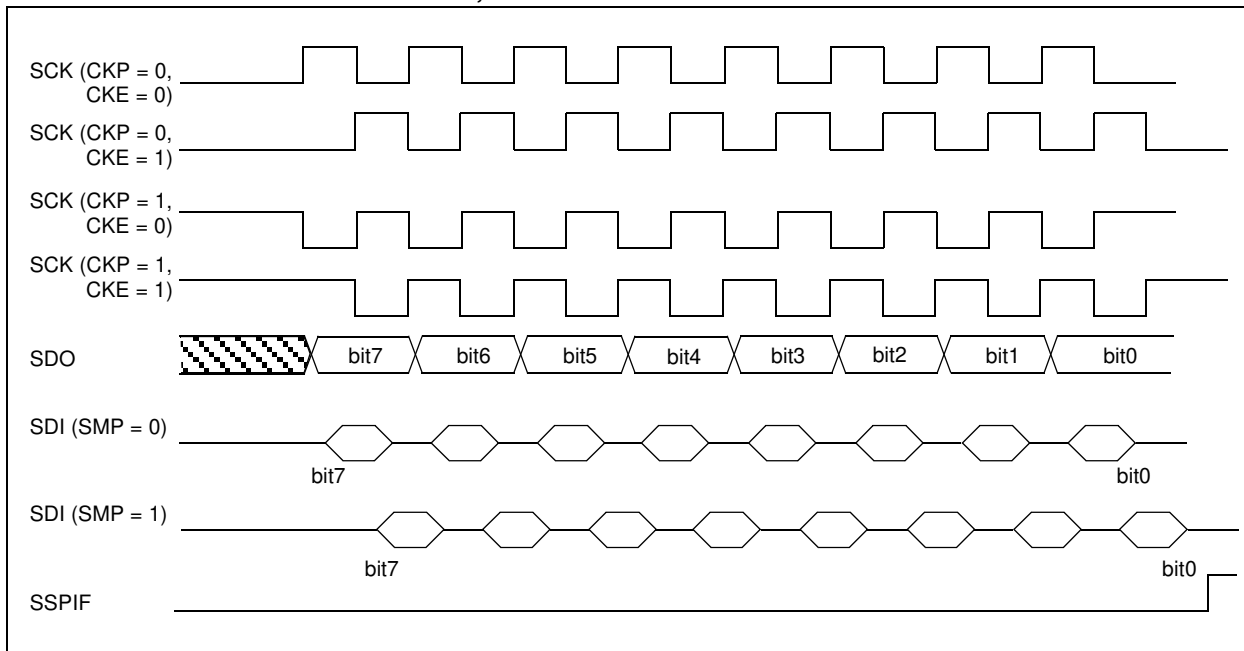 SCK (CKP = 0,
CKE = 0)
SCK (CKP = 0,
CKE = 1)
SCK (CKP = 1,
CKE = 0)
SCK (CKP = 1,
CKE = 1)
SDO bit7 bit6 bit5 bit4 bit3 bit2 bit1 bit0
SDI (SMP = 0)
bit7 bit0
SDI (SMP = 1)
bit7 bit0
SSPIF